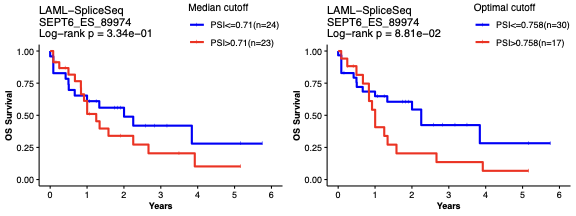 LAML−SpliceSeq
SEPT6_ES_89974
Log−rank p = 3.34e−01
Median cutoff
PSI<=0.71(n=24)
PSI>0.71(n=23)
OS Survival
1.00
0.75
0.50
0.25
0.00
0 1 2 3 4 5 6
Years
LAML−SpliceSeq
SEPT6_ES_89974
Log−rank p = 8.81e−02
Optimal cutoff
PSI<=0.758(n=30)
PSI>0.758(n=17)
OS Survival
1.00
0.75
0.50
0.25
0.00
0 1 2 3 4 5 6
Years